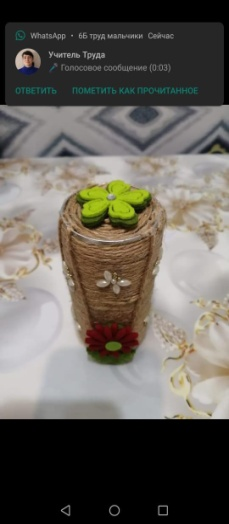 WhatsApp • 6Б труд мальчики Сейчас
Учитель Труда
🎤 Голосовое сообщение (0:03)
ОТВЕТИТЬ ПОМЕТИТЬ КАК ПРОЧИТАННОЕ